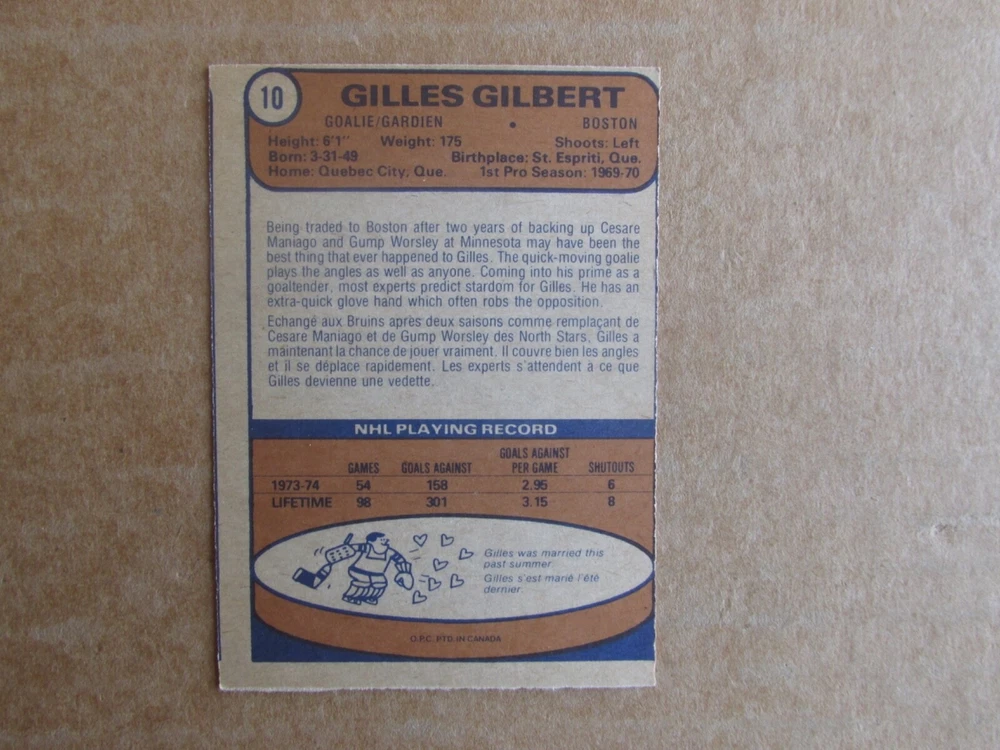 10
GILLES GILBERT
GOALIE/GARDIEN • BOSTON
Height: 6'1" Weight: 175 Shoots: Left
Born: 3-31-49 Birthplace: St. Espriti, Que.
Home: Quebec City, Que. 1st Pro Season: 1969-70
Being traded to Boston after two years of backing up Cesare
Maniago and Gump Worsley at Minnesota may have been the
best thing that ever happened to Gilles. The quick-moving goalie
plays the angles as well as anyone. Coming into his prime as a
goaltender, most experts predict stardom for Gilles. He has an
extra-quick glove hand which often robs the opposition.
Echangé aux Bruins après deux saisons comme remplaçant de
Cesare Maniago et de Gump Worsley des North Stars, Gilles a
maintenant la chance de jouer vraiment. Il couvre bien les angles
et il se déplace rapidement. Les experts s'attendent à ce que
Gilles devienne une vedette.
NHL PLAYING RECORD
GAMES GOALS AGAINST GOALS AGAINST PER GAME SHUTOUTS
1973-74 54 158 2.95 6
LIFETIME 98 301 3.15 8
Gilles was married this
past summer.
Gilles s'est marié l'été
dernier.
O.P.C. PTD. IN CANADA